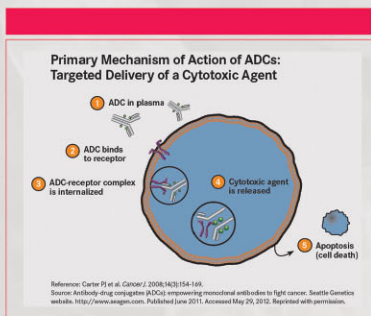 Primary Mechanism of Action of ADCs:
Targeted Delivery of a Cytotoxic Agent
1 ADC in plasma
2 ADC binds
to receptor
3 ADC-receptor complex
is internalized
4 Cytotoxic agent
is released
5 Apoptosis
(cell death)
Reference: Carter PJ et al. Cancer J. 2008;14(3):154-169.
Source: Antibody-drug conjugates (ADCs): empowering monoclonal antibodies to fight cancer. Seattle Genetics
website. http://www.seagen.com. Published June 2011. Accessed May 29, 2012. Reprinted with permission.